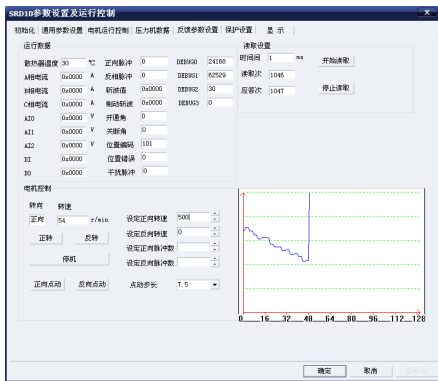 SRD10参数设置及运行控制
初始化 通用参数设置 电机运行控制 压力机数据 反馈参数设置 保护设置 显 示
运行数据 读取设置
散热器温度 30 ℃ 正向脉冲 0 DEBUG0 24168 时间间 1 ms 开始读取
A相电流 0x0000 A 反相脉冲 0 DEBUG1 62529 读取次 1046
B相电流 0x0000 A 斩波值 0x0000 DEBUG2 30 应答次 1047 停止读取
C相电流 0x0000 A 制动斩波 0x0000 DEBUG3 0
AI0 0x0000 V 开通角 0
AI1 0x0000 关断角 0
AI2 0x0000 V 位置编码 101
DI 0x0000 位置错误 0
DO 0x0000 干扰脉冲 0
电机控制
转向 转速
正向 54 r/min 设定正向转速 500
正转 反转 设定反向转速 0
停机 设定正向脉冲数
设定反向脉冲数
正向点动 反向点动 点动步长 7.5
0 16 32 48 64 80 96 112 128
确定 取消